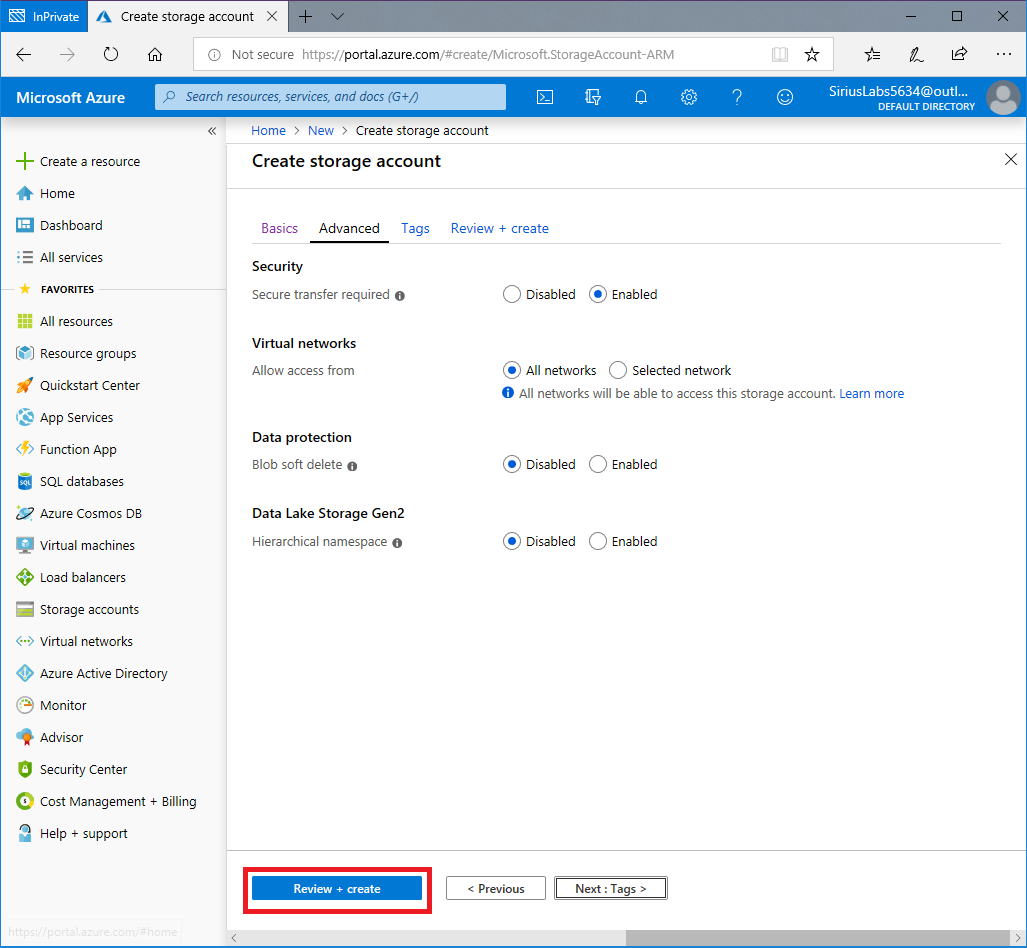 InPrivate
Create storage account
Not secure https://portal.azure.com/#create/Microsoft.StorageAccount-ARM
Microsoft Azure
Search resources, services, and docs (G+/)
SiriusLabs5634@outl...
DEFAULT DIRECTORY
Home > New > Create storage account
Create storage account
Create a resource
Home
Dashboard
All services
FAVORITES
All resources
Resource groups
Quickstart Center
App Services
Function App
SQL databases
Azure Cosmos DB
Virtual machines
Load balancers
Storage accounts
Virtual networks
Azure Active Directory
Monitor
Advisor
Security Center
Cost Management + Billing
Help + support
https://portal.azure.com/#home
Basics Advanced Tags Review + create
Security
Secure transfer required Disabled Enabled
Virtual networks
Allow access from All networks Selected network
All networks will be able to access this storage account. Learn more
Data protection
Blob soft delete Disabled Enabled
Data Lake Storage Gen2
Hierarchical namespace Disabled Enabled
Review + create < Previous Next : Tags >